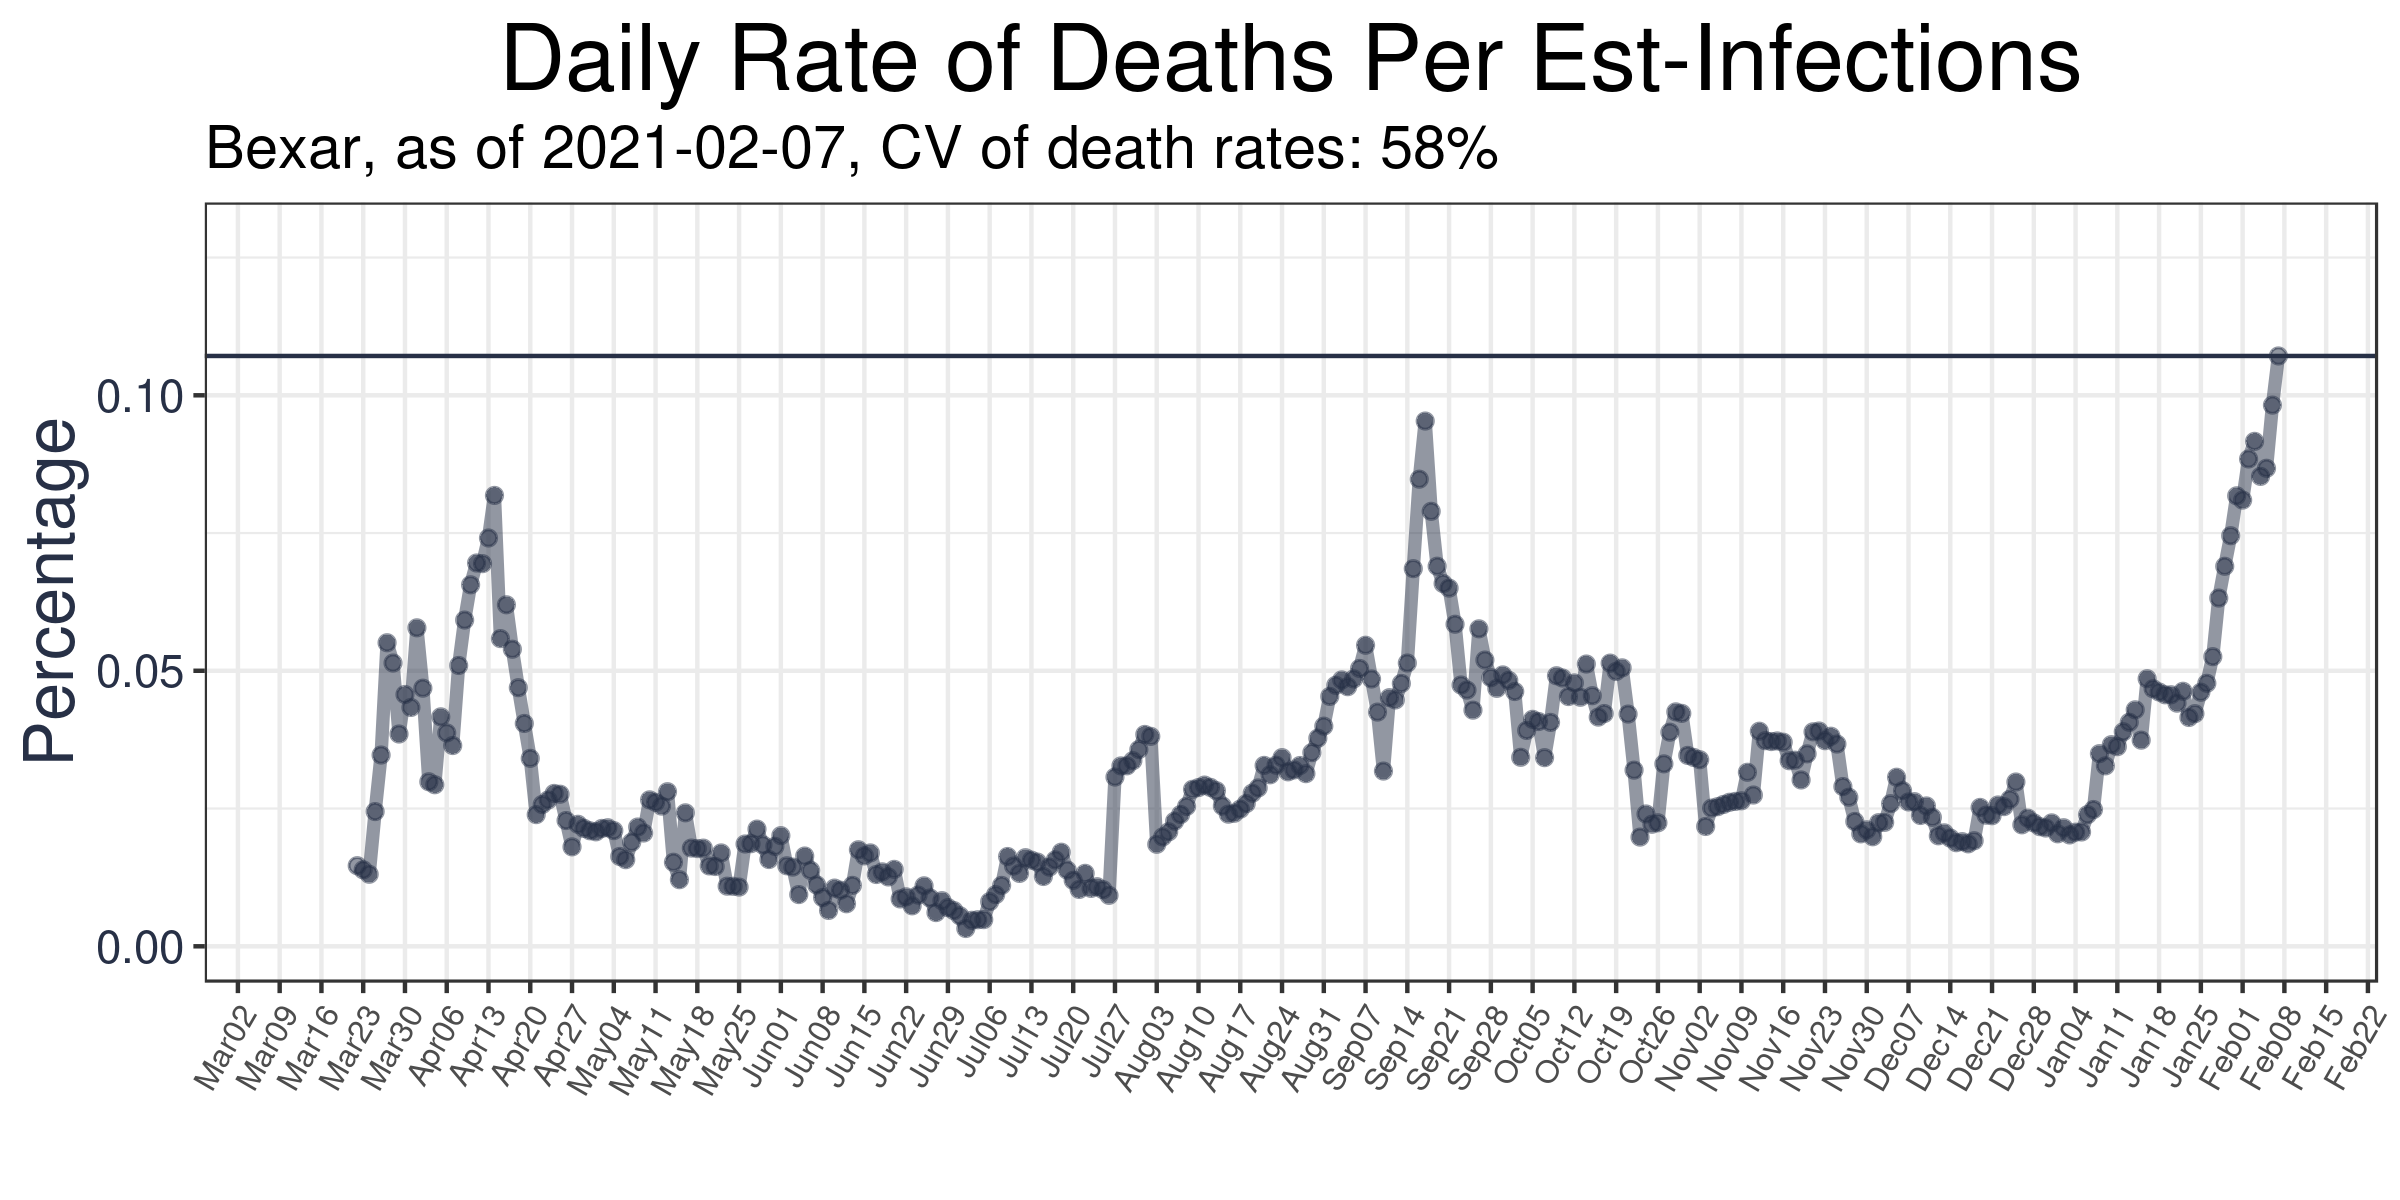 Daily Rate of Deaths Per Est-Infections
Bexar, as of 2021-02-07, CV of death rates: 58%
Percentage
0.10
0.05
0.00
Mar02
Mar09
Mar16
Mar23
Mar30
Apr06
Apr13
Apr20
Apr27
May04
May11
May18
May25
Jun01
Jun08
Jun15
Jun22
Jun29
Jul06
Jul13
Jul20
Jul27
Aug03
Aug10
Aug17
Aug24
Aug31
Sep07
Sep14
Sep21
Sep28
Oct05
Oct12
Oct19
Oct26
Nov02
Nov09
Nov16
Nov23
Nov30
Dec07
Dec14
Dec21
Dec28
Jan04
Jan11
Jan18
Jan25
Feb01
Feb08
Feb15
Feb22